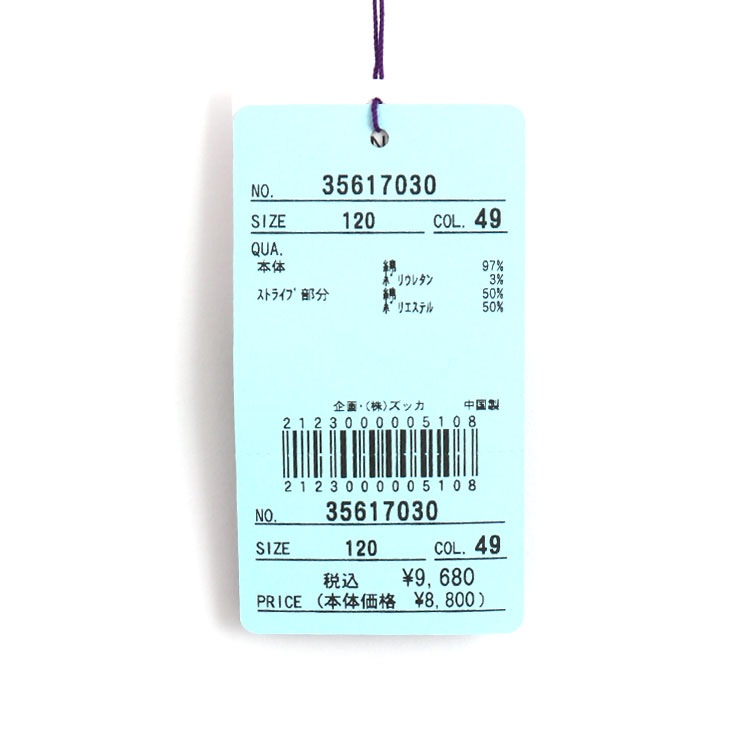 NO. 35617030
SIZE 120 COL. 49
QUA.
本体 綿 97%
ポリウレタン 3%
ストライプ部分 綿 50%
ポリエステル 50%
企画・(株)ズッカ 中国製
2123000005108
2123000005108
NO. 35617030
SIZE 120 COL. 49
税込 ¥9,680
PRICE (本体価格 ¥8,800)